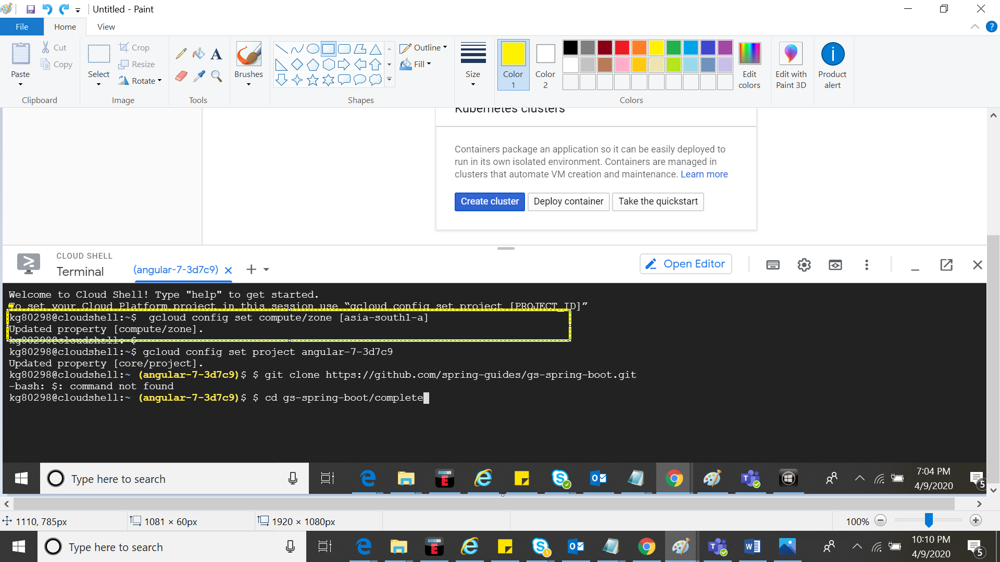 Untitled - Paint
File
Home
View
Paste
Cut
Copy
Clipboard
Select
Crop
Resize
Rotate
Image
Tools
Brushes
Shapes
Outline
Fill
Size
Color 1
Color 2
Edit colors
Colors
Edit with Paint 3D
Product alert
Kubernetes clusters
Containers package an application so it can be easily deployed to
run in its own isolated environment. Containers are managed in
clusters that automate VM creation and maintenance. Learn more
Create cluster
Deploy container
Take the quickstart
CLOUD SHELL
Terminal
(angular-7-3d7c9)
Open Editor
Welcome to Cloud Shell! Type "help" to get started.
To set your Cloud Platform project in this session use “gcloud config set project [PROJECT_ID]”
kg80298@cloudshell:~$  gcloud config set compute/zone [asia-south1-a]
Updated property [compute/zone].
kg80298@cloudshell:~$
kg80298@cloudshell:~$ gcloud config set project angular-7-3d7c9
Updated property [core/project].
kg80298@cloudshell:~ (angular-7-3d7c9)$ $ git clone https://github.com/spring-guides/gs-spring-boot.git
-bash: $: command not found
kg80298@cloudshell:~ (angular-7-3d7c9)$ $ cd gs-spring-boot/complete
Type here to search
7:04 PM
4/9/2020
5
1110, 785px
1081 × 60px
1920 × 1080px
100%
Type here to search
10:10 PM
4/9/2020
5